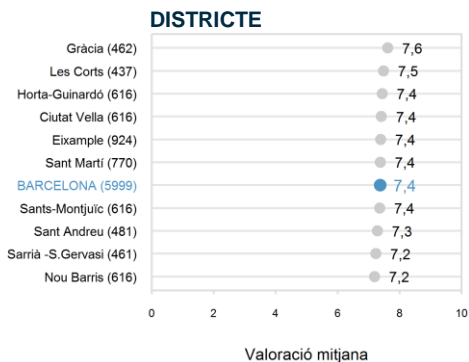 DISTRICTE
Gràcia (462) 7,6
Les Corts (437) 7,5
Horta-Guinardó (616) 7,4
Ciutat Vella (616) 7,4
Eixample (924) 7,4
Sant Martí (770) 7,4
BARCELONA (5999) 7,4
Sants-Montjuïc (616) 7,4
Sant Andreu (481) 7,3
Sarrià -S.Gervasi (461) 7,2
Nou Barris (616) 7,2
0 2 4 6 8 10
Valoració mitjana